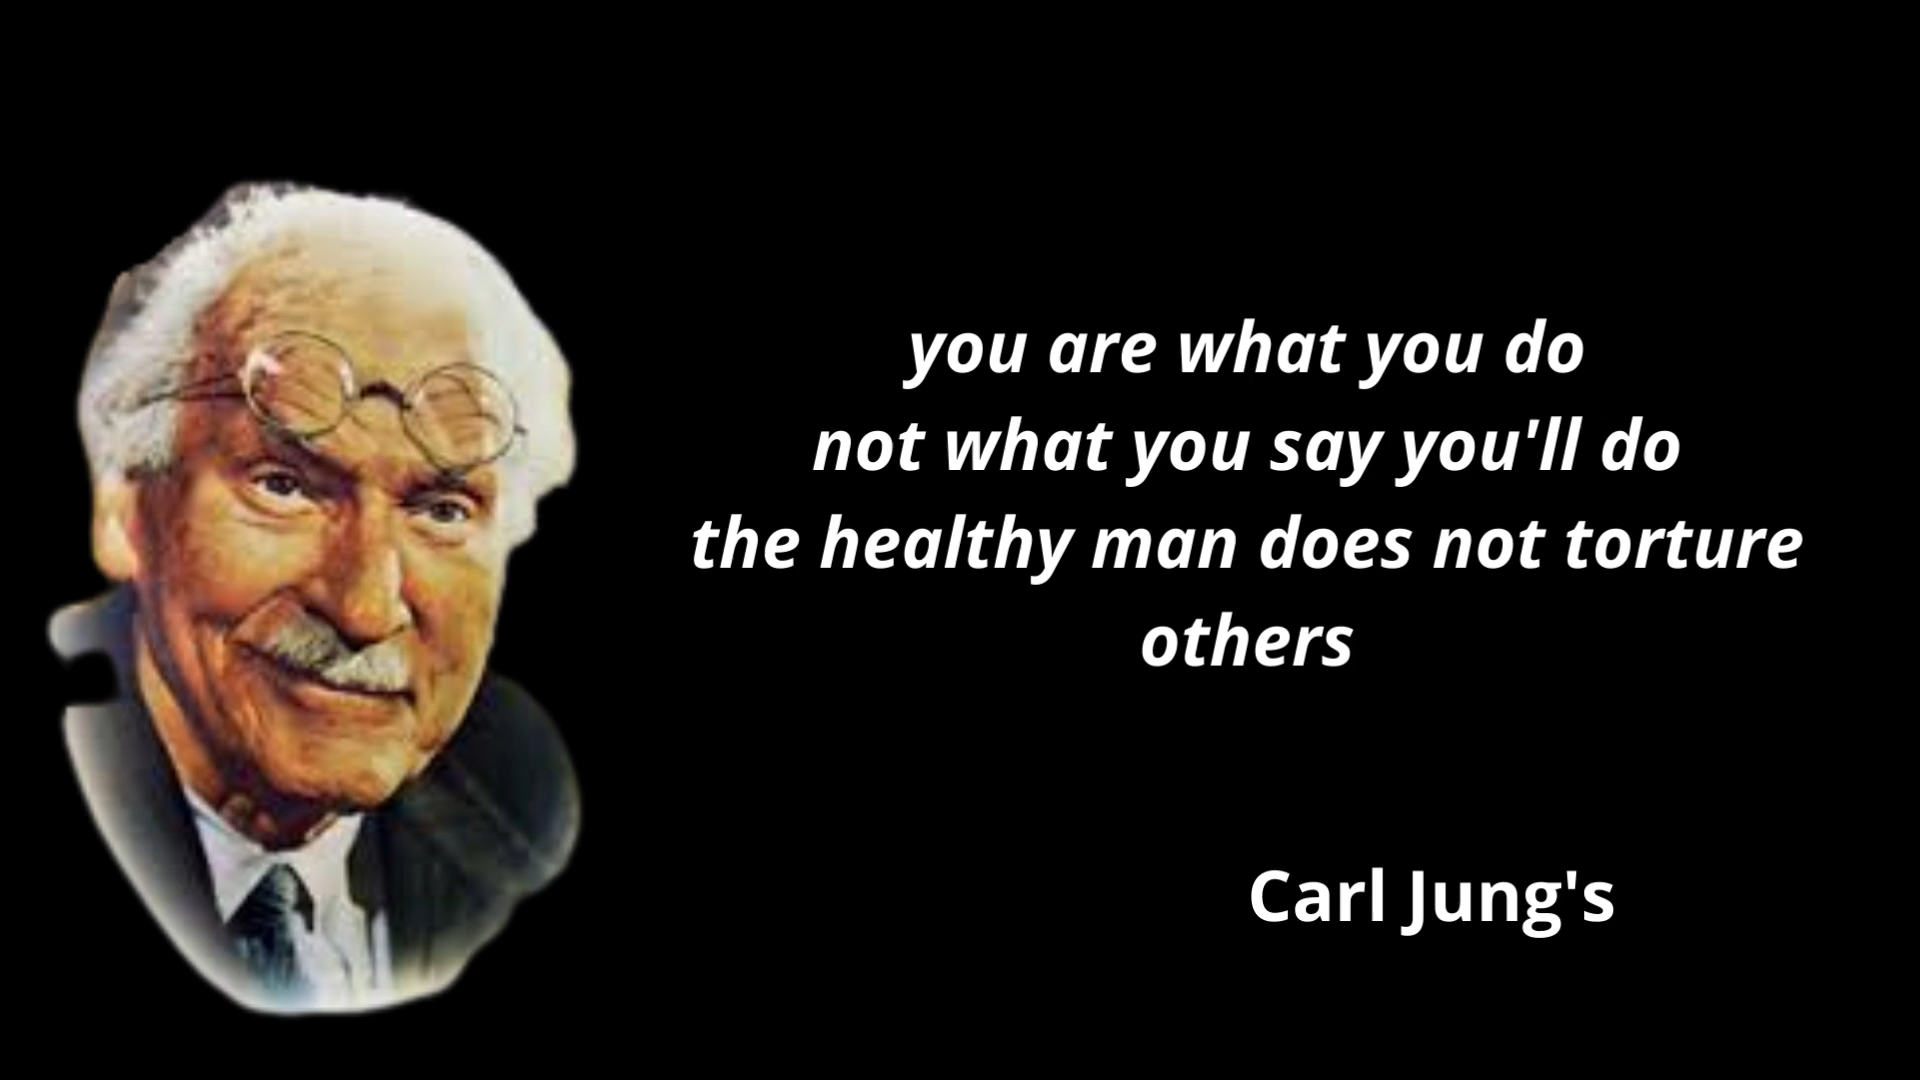 you are what you do
not what you say you'll do
the healthy man does not torture
others
Carl Jung's